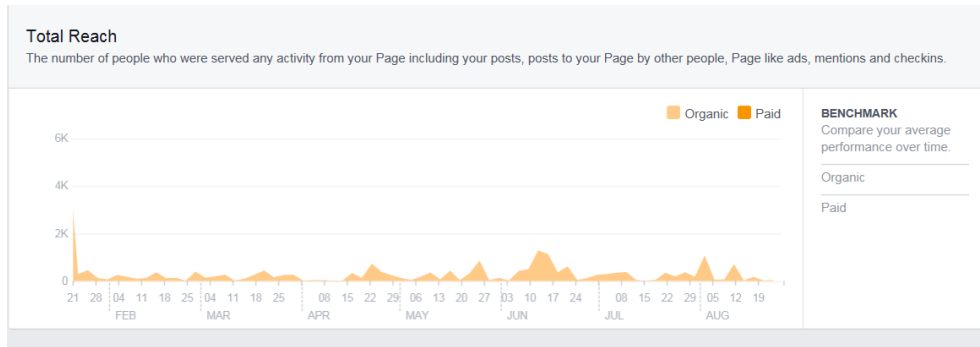 Total Reach
The number of people who were served any activity from your Page including your posts, posts to your Page by other people, Page like ads, mentions and checkins.
Organic Paid
BENCHMARK
Compare your average
performance over time.
Organic
Paid
6K
4K
2K
0
21 28 04 11 18 25 04 11 18 25 08 15 22 29 06 13 20 27 03 10 17 24 08 15 22 29 05 12 19
FEB MAR APR MAY JUN JUL AUG